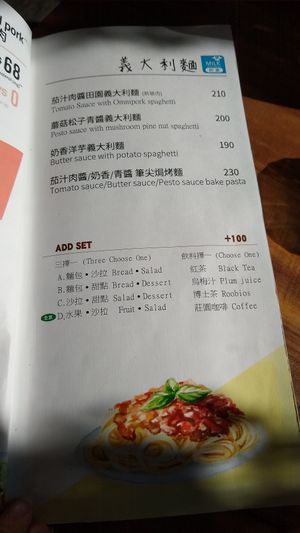 pork
肉
68
0
義大利麵
MILK
茄汁肉醬田園義大利麵 (新豬肉) 210
Tomato Sauce with Omnipork spaghetti
蘑菇松子青醬義大利麵 200
Pesto sauce with mushroom pine nut spaghetti
奶香洋芋義大利麵 190
Butter sauce with potato spaghetti
茄汁肉醬/奶香/青醬 筆尖焗烤麵 230
Tomato sauce/Butter sauce/Pesto sauce bake pasta
ADD SET +100
三擇一 (Three Choose One) 飲料擇一 (Choose One)
A.麵包•沙拉 Bread•Salad 紅茶 Black Tea
B.麵包•甜點 Bread•Dessert 烏梅汁 Plum juice
C.沙拉•甜點 Salad•Dessert 博士茶 Roobios
D.水果•沙拉 Fruit•Salad 莊園咖啡 Coffee